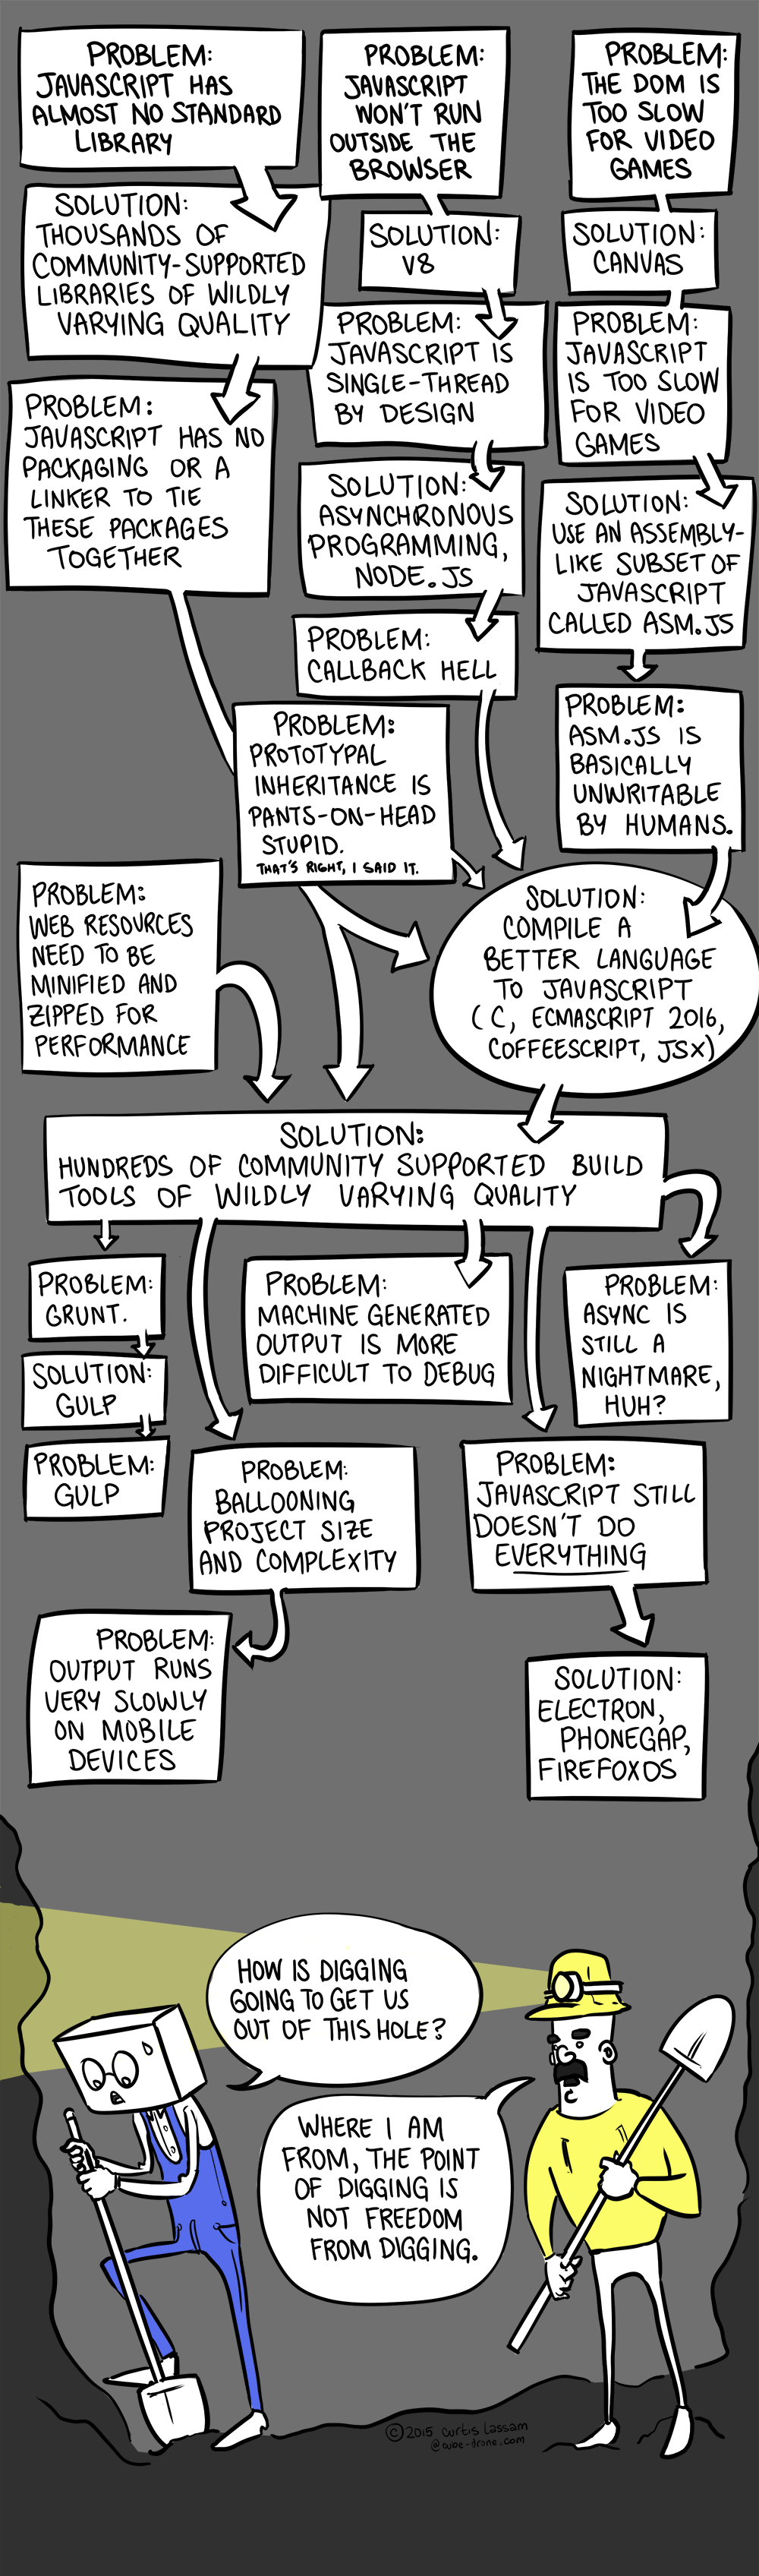 PROBLEM:
JAVASCRIPT HAS
ALMOST NO STANDARD
LIBRARY
SOLUTION:
THOUSANDS OF
COMMUNITY-SUPPORTED
LIBRARIES OF WILDLY
VARYING QUALITY
PROBLEM:
JAVASCRIPT HAS NO
PACKAGING OR A
LINKER TO TIE
THESE PACKAGES
TOGETHER
PROBLEM:
JAVASCRIPT
WON'T RUN
OUTSIDE THE
BROWSER
SOLUTION:
V8
PROBLEM:
JAVASCRIPT IS
SINGLE-THREAD
BY DESIGN
SOLUTION:
ASYNCHRONOUS
PROGRAMMING,
NODE.JS
PROBLEM:
CALLBACK HELL
PROBLEM:
THE DOM IS
TOO SLOW
FOR VIDEO
GAMES
SOLUTION:
CANVAS
PROBLEM:
JAVASCRIPT
IS TOO SLOW
FOR VIDEO
GAMES
SOLUTION:
USE AN ASSEMBLY-
LIKE SUBSET OF
JAVASCRIPT
CALLED ASM.JS
PROBLEM:
ASM.JS IS
BASICALLY
UNWRITABLE
BY HUMANS.
PROBLEM:
PROTOTYPAL
INHERITANCE IS
PANTS-ON-HEAD
STUPID.
THAT'S RIGHT, I SAID IT.
PROBLEM:
WEB RESOURCES
NEED TO BE
MINIFIED AND
ZIPPED FOR
PERFORMANCE
SOLUTION:
COMPILE A
BETTER LANGUAGE
TO JAVASCRIPT
(C, ECMASCRIPT 2016,
COFFEESCRIPT, JSX)
SOLUTION:
HUNDREDS OF COMMUNITY SUPPORTED BUILD
TOOLS OF WILDLY VARYING QUALITY
PROBLEM:
GRUNT.
SOLUTION:
GULP
PROBLEM:
GULP
PROBLEM:
MACHINE GENERATED
OUTPUT IS MORE
DIFFICULT TO DEBUG
PROBLEM:
ASYNC IS
STILL A
NIGHTMARE,
HUH?
PROBLEM:
BALLOONING
PROJECT SIZE
AND COMPLEXITY
PROBLEM:
JAVASCRIPT STILL
DOESN'T DO
EVERYTHING
PROBLEM:
OUTPUT RUNS
VERY SLOWLY
ON MOBILE
DEVICES
SOLUTION:
ELECTRON,
PHONEGAP,
FIREFOXOS
HOW IS DIGGING
GOING TO GET US
OUT OF THIS HOLE?
WHERE I AM
FROM, THE POINT
OF DIGGING IS
NOT FREEDOM
FROM DIGGING.
© 2015 Curtis Lassam
@cube-drone.com